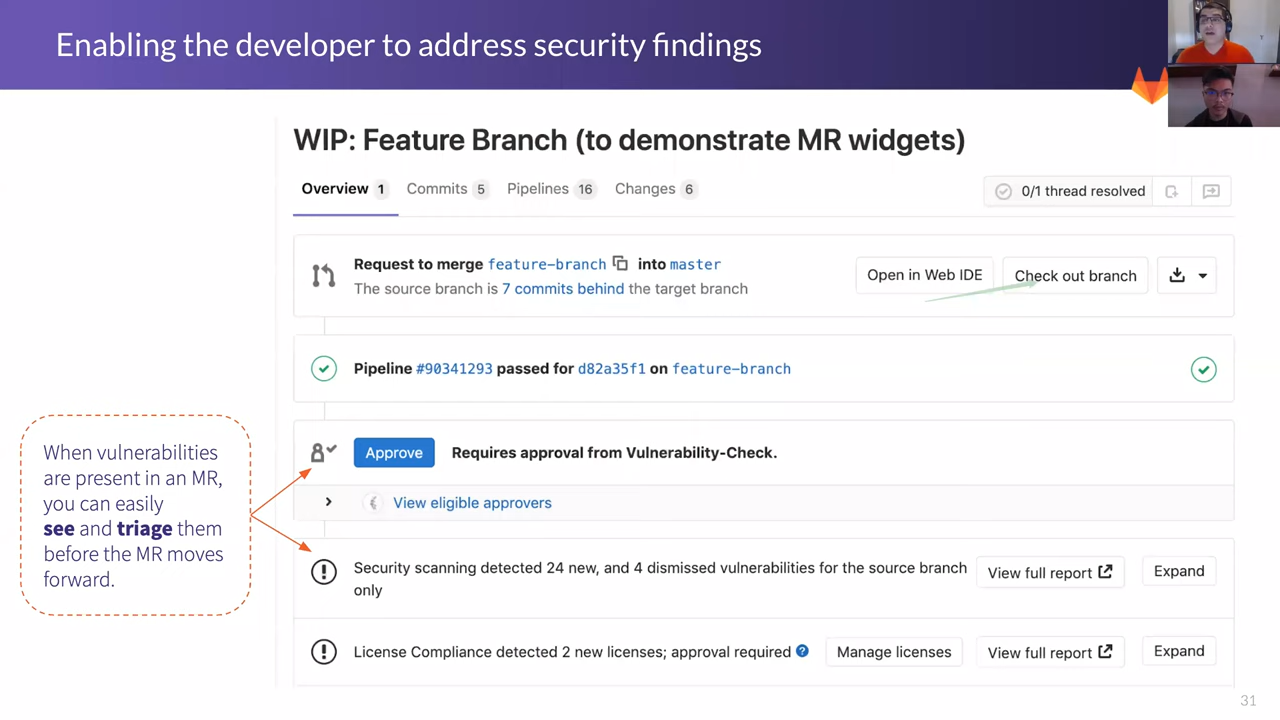 Enabling the developer to address security findings
WIP: Feature Branch (to demonstrate MR widgets)
Overview 1 Commits 5 Pipelines 16 Changes 6
0/1 thread resolved
Request to merge feature-branch into master
The source branch is 7 commits behind the target branch
Open in Web IDE
Check out branch
Pipeline #90341293 passed for d82a35f1 on feature-branch
When vulnerabilities
are present in an MR,
you can easily
see and triage them
before the MR moves
forward.
Approve
Requires approval from Vulnerability-Check.
View eligible approvers
Security scanning detected 24 new, and 4 dismissed vulnerabilities for the source branch
only
View full report
Expand
License Compliance detected 2 new licenses; approval required ?
Manage licenses
View full report
Expand
31